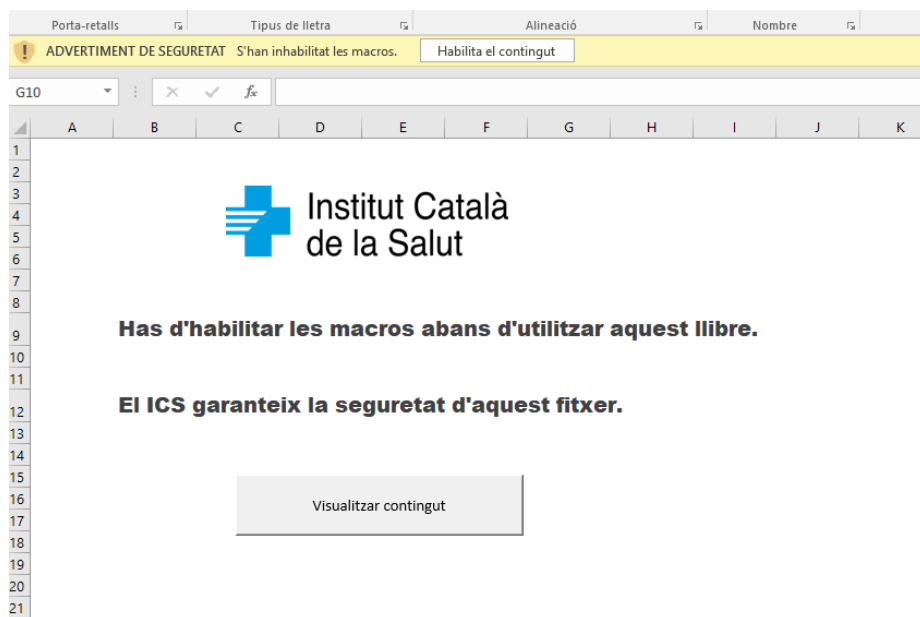 Porta-retalls Tipus de lletra Alineació Nombre
ADVERTIMENT DE SEGURETAT S'han inhabilitat les macros. Habilita el contingut
G10 fx
A B C D E F G H I J K
1
2
3
4
5
6
7
8
9
10
11
12
13
14
15
16
17
18
19
20
21
Institut Català
de la Salut
Has d'habilitar les macros abans d'utilitzar aquest llibre.
El ICS garanteix la seguretat d'aquest fitxer.
Visualitzar contingut